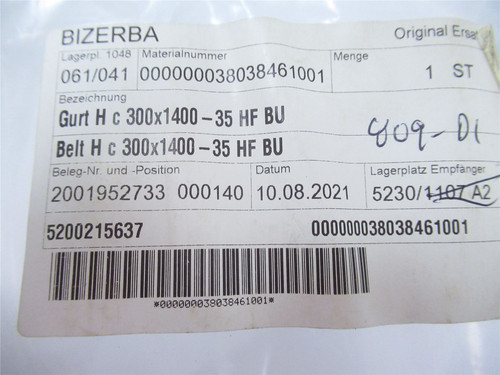 BIZERBA Original Ersa
Lagerpl. 1048 Materialnummer Menge
061/041 000000038038461001 1 ST
Bezeichnung
Gurt H c 300x1400-35 HF BU
809-D1
Belt H c 300x1400-35 HF BU
Beleg-Nr. und -Position Datum Lagerplatz Empfänger
2001952733 000140 10.08.2021 5230/1107 A2
5200215637 000000038038461001
*000000038038461001*